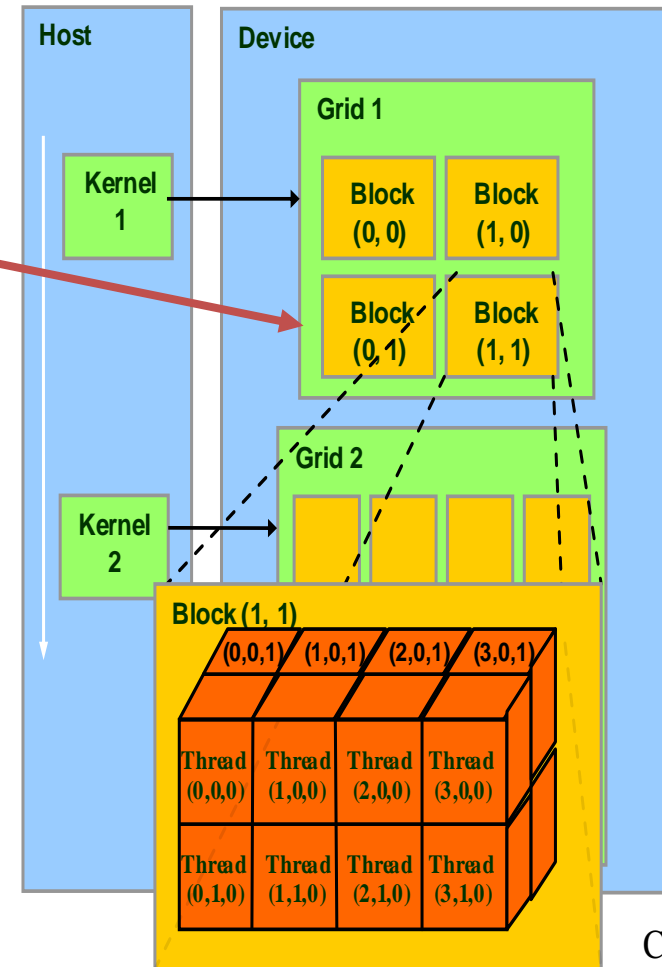 Host
Device
Grid 1
Kernel
1
Block
(0, 0)
Block
(1, 0)
Block
(0, 1)
Block
(1, 1)
Grid 2
Kernel
2
Block (1, 1)
(0,0,1) (1,0,1) (2,0,1) (3,0,1)
Thread
(0,0,0)
Thread
(1,0,0)
Thread
(2,0,0)
Thread
(3,0,0)
Thread
(0,1,0)
Thread
(1,1,0)
Thread
(2,1,0)
Thread
(3,1,0)